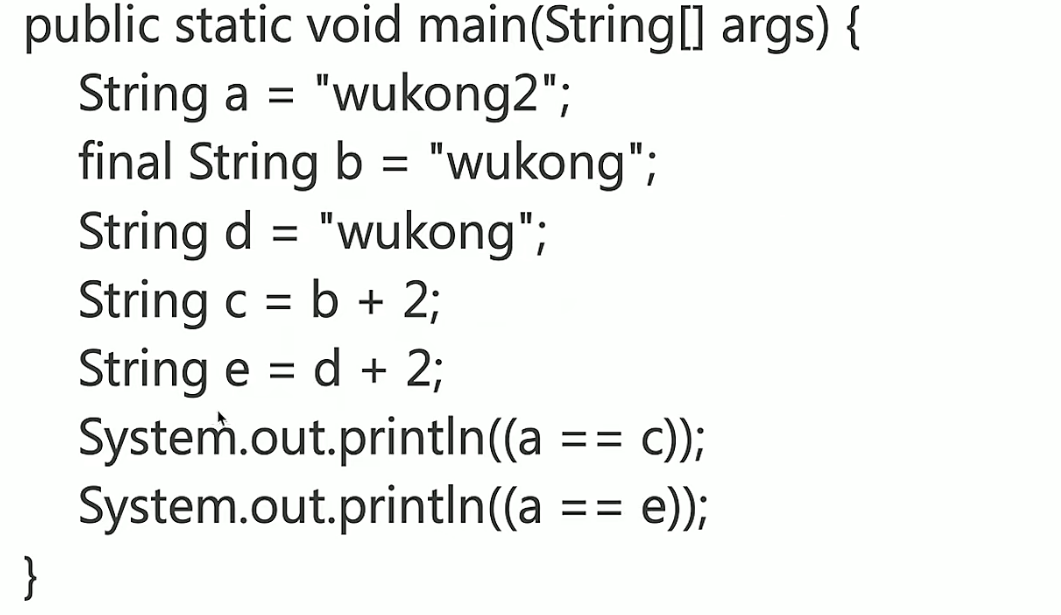 public static void main(String[] args) {
String a = "wukong2";
final String b = "wukong";
String d = "wukong";
String c = b + 2;
String e = d + 2;
System.out.println((a == c));
System.out.println((a == e));
}